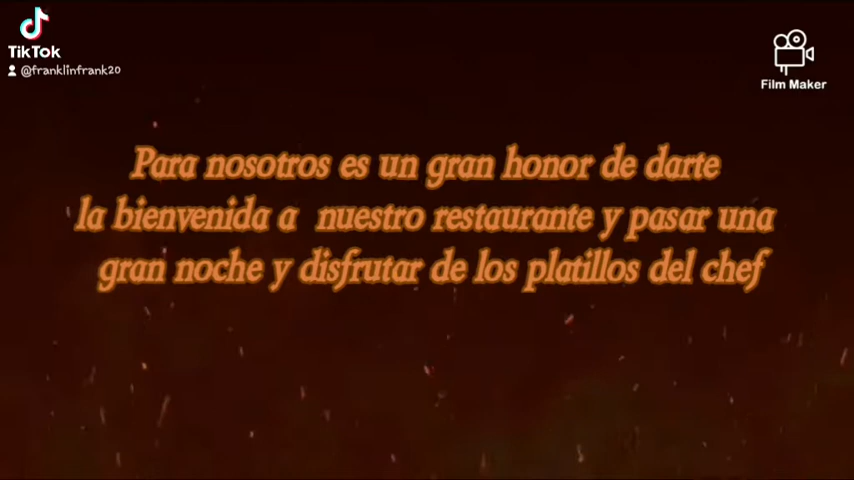 TikTok
@franklinfrank20
Film Maker
Para nosotros es un gran honor de darte
la bienvenida a nuestro restaurante y pasar una
gran noche y disfrutar de los platillos del chef